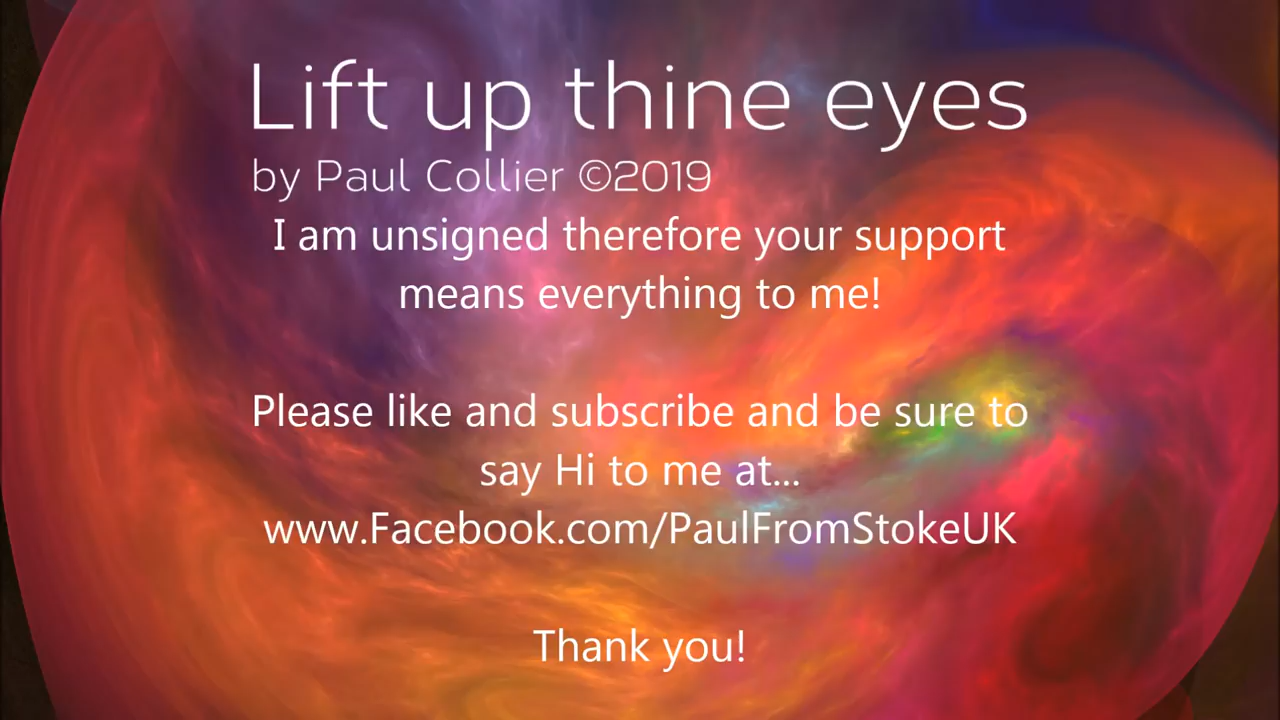 Lift up thine eyes
by Paul Collier ©2019
I am unsigned therefore your support
means everything to me!
Please like and subscribe and be sure to
say Hi to me at...
www.Facebook.com/PaulFromStokeUK
Thank you!